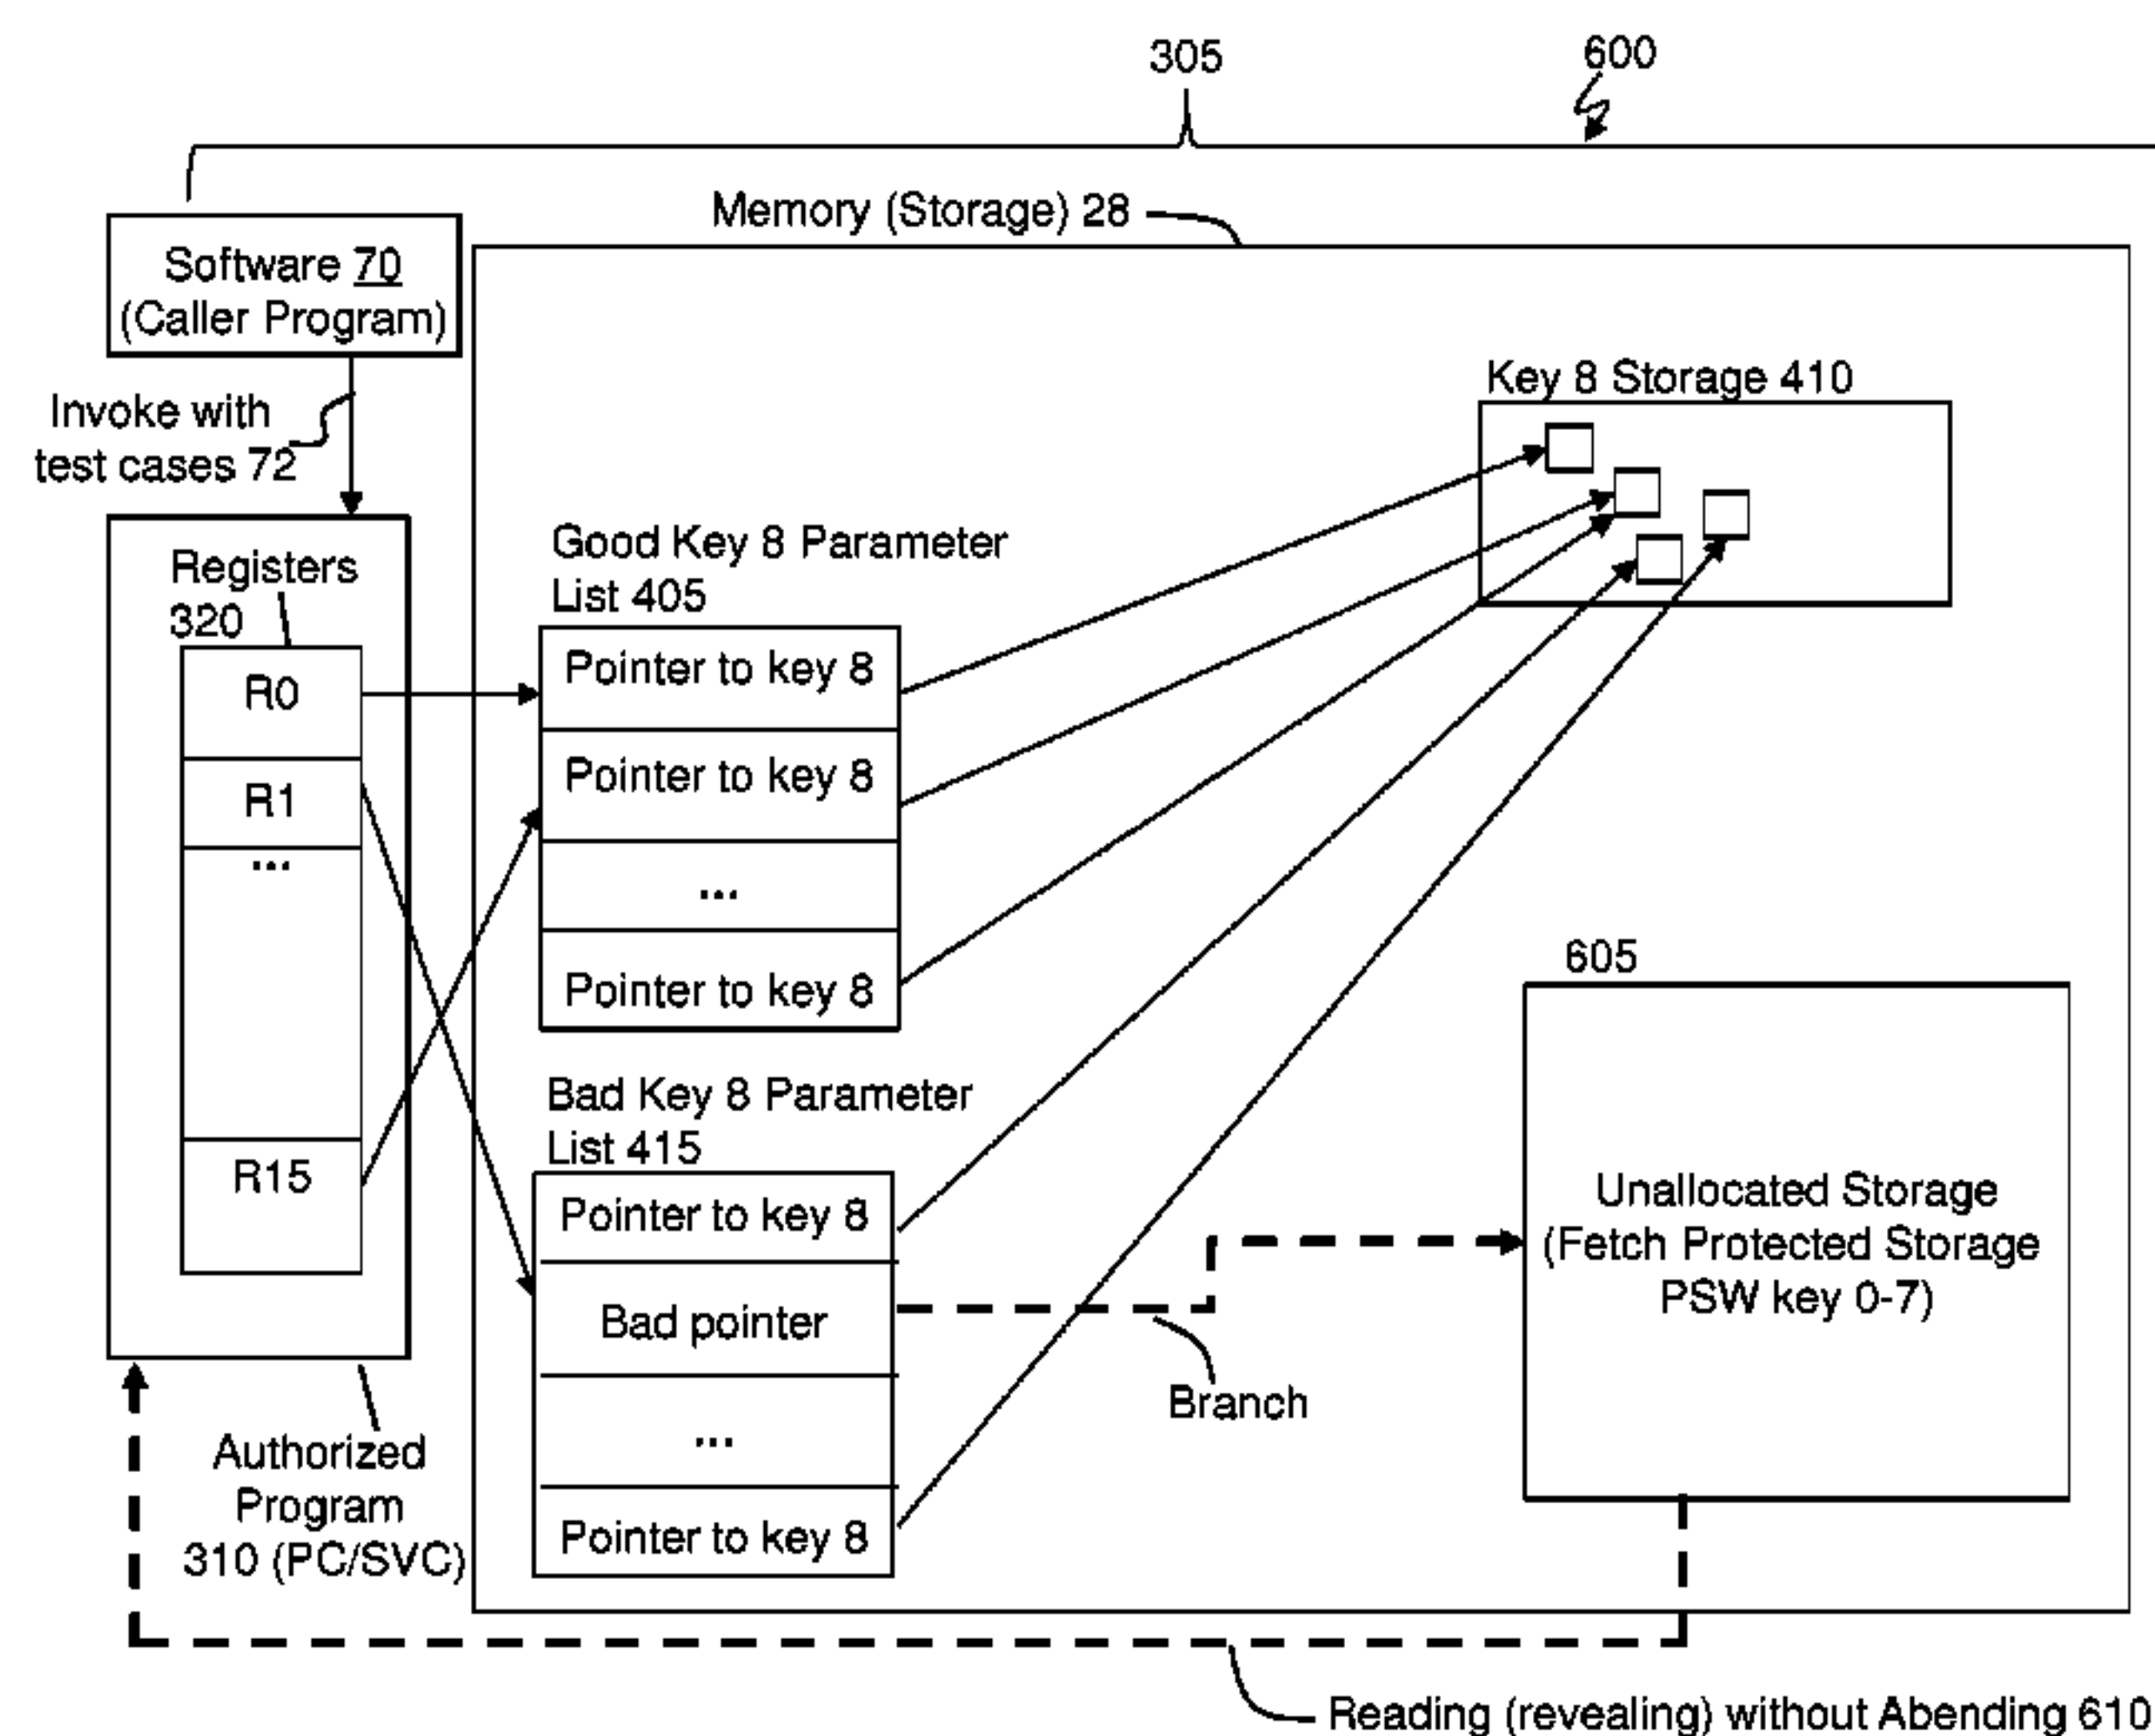 305
600
Memory (Storage) 28
Software 70
(Caller Program)
Invoke with
test cases 72
Key 8 Storage 410
Registers
320
R0
R1
...
R15
Good Key 8 Parameter
List 405
Pointer to key 8
Pointer to key 8
...
Pointer to key 8
605
Bad Key 8 Parameter
List 415
Pointer to key 8
Bad pointer
...
Pointer to key 8
Unallocated Storage
(Fetch Protected Storage
PSW key 0-7)
Branch
Authorized
Program
310 (PC/SVC)
Reading (revealing) without Abending 610